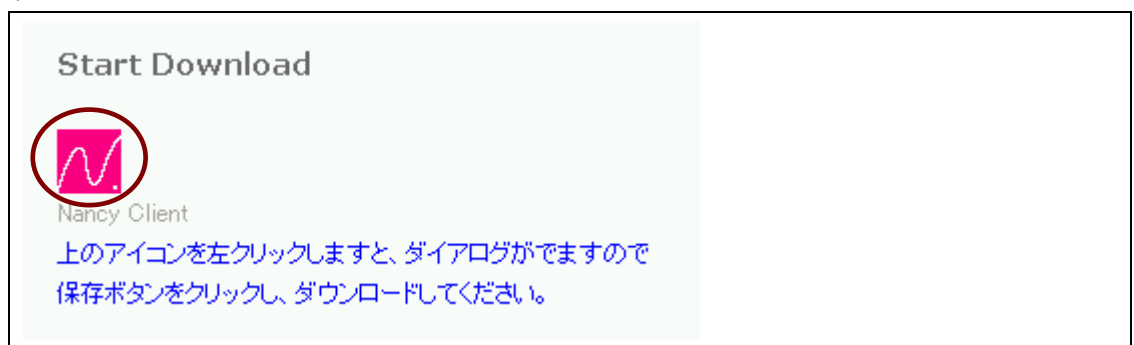 Start Download
Nancy Client
上のアイコンを左クリックしますと、ダイアログがでますので
保存ボタンをクリックし、ダウンロードしてください。